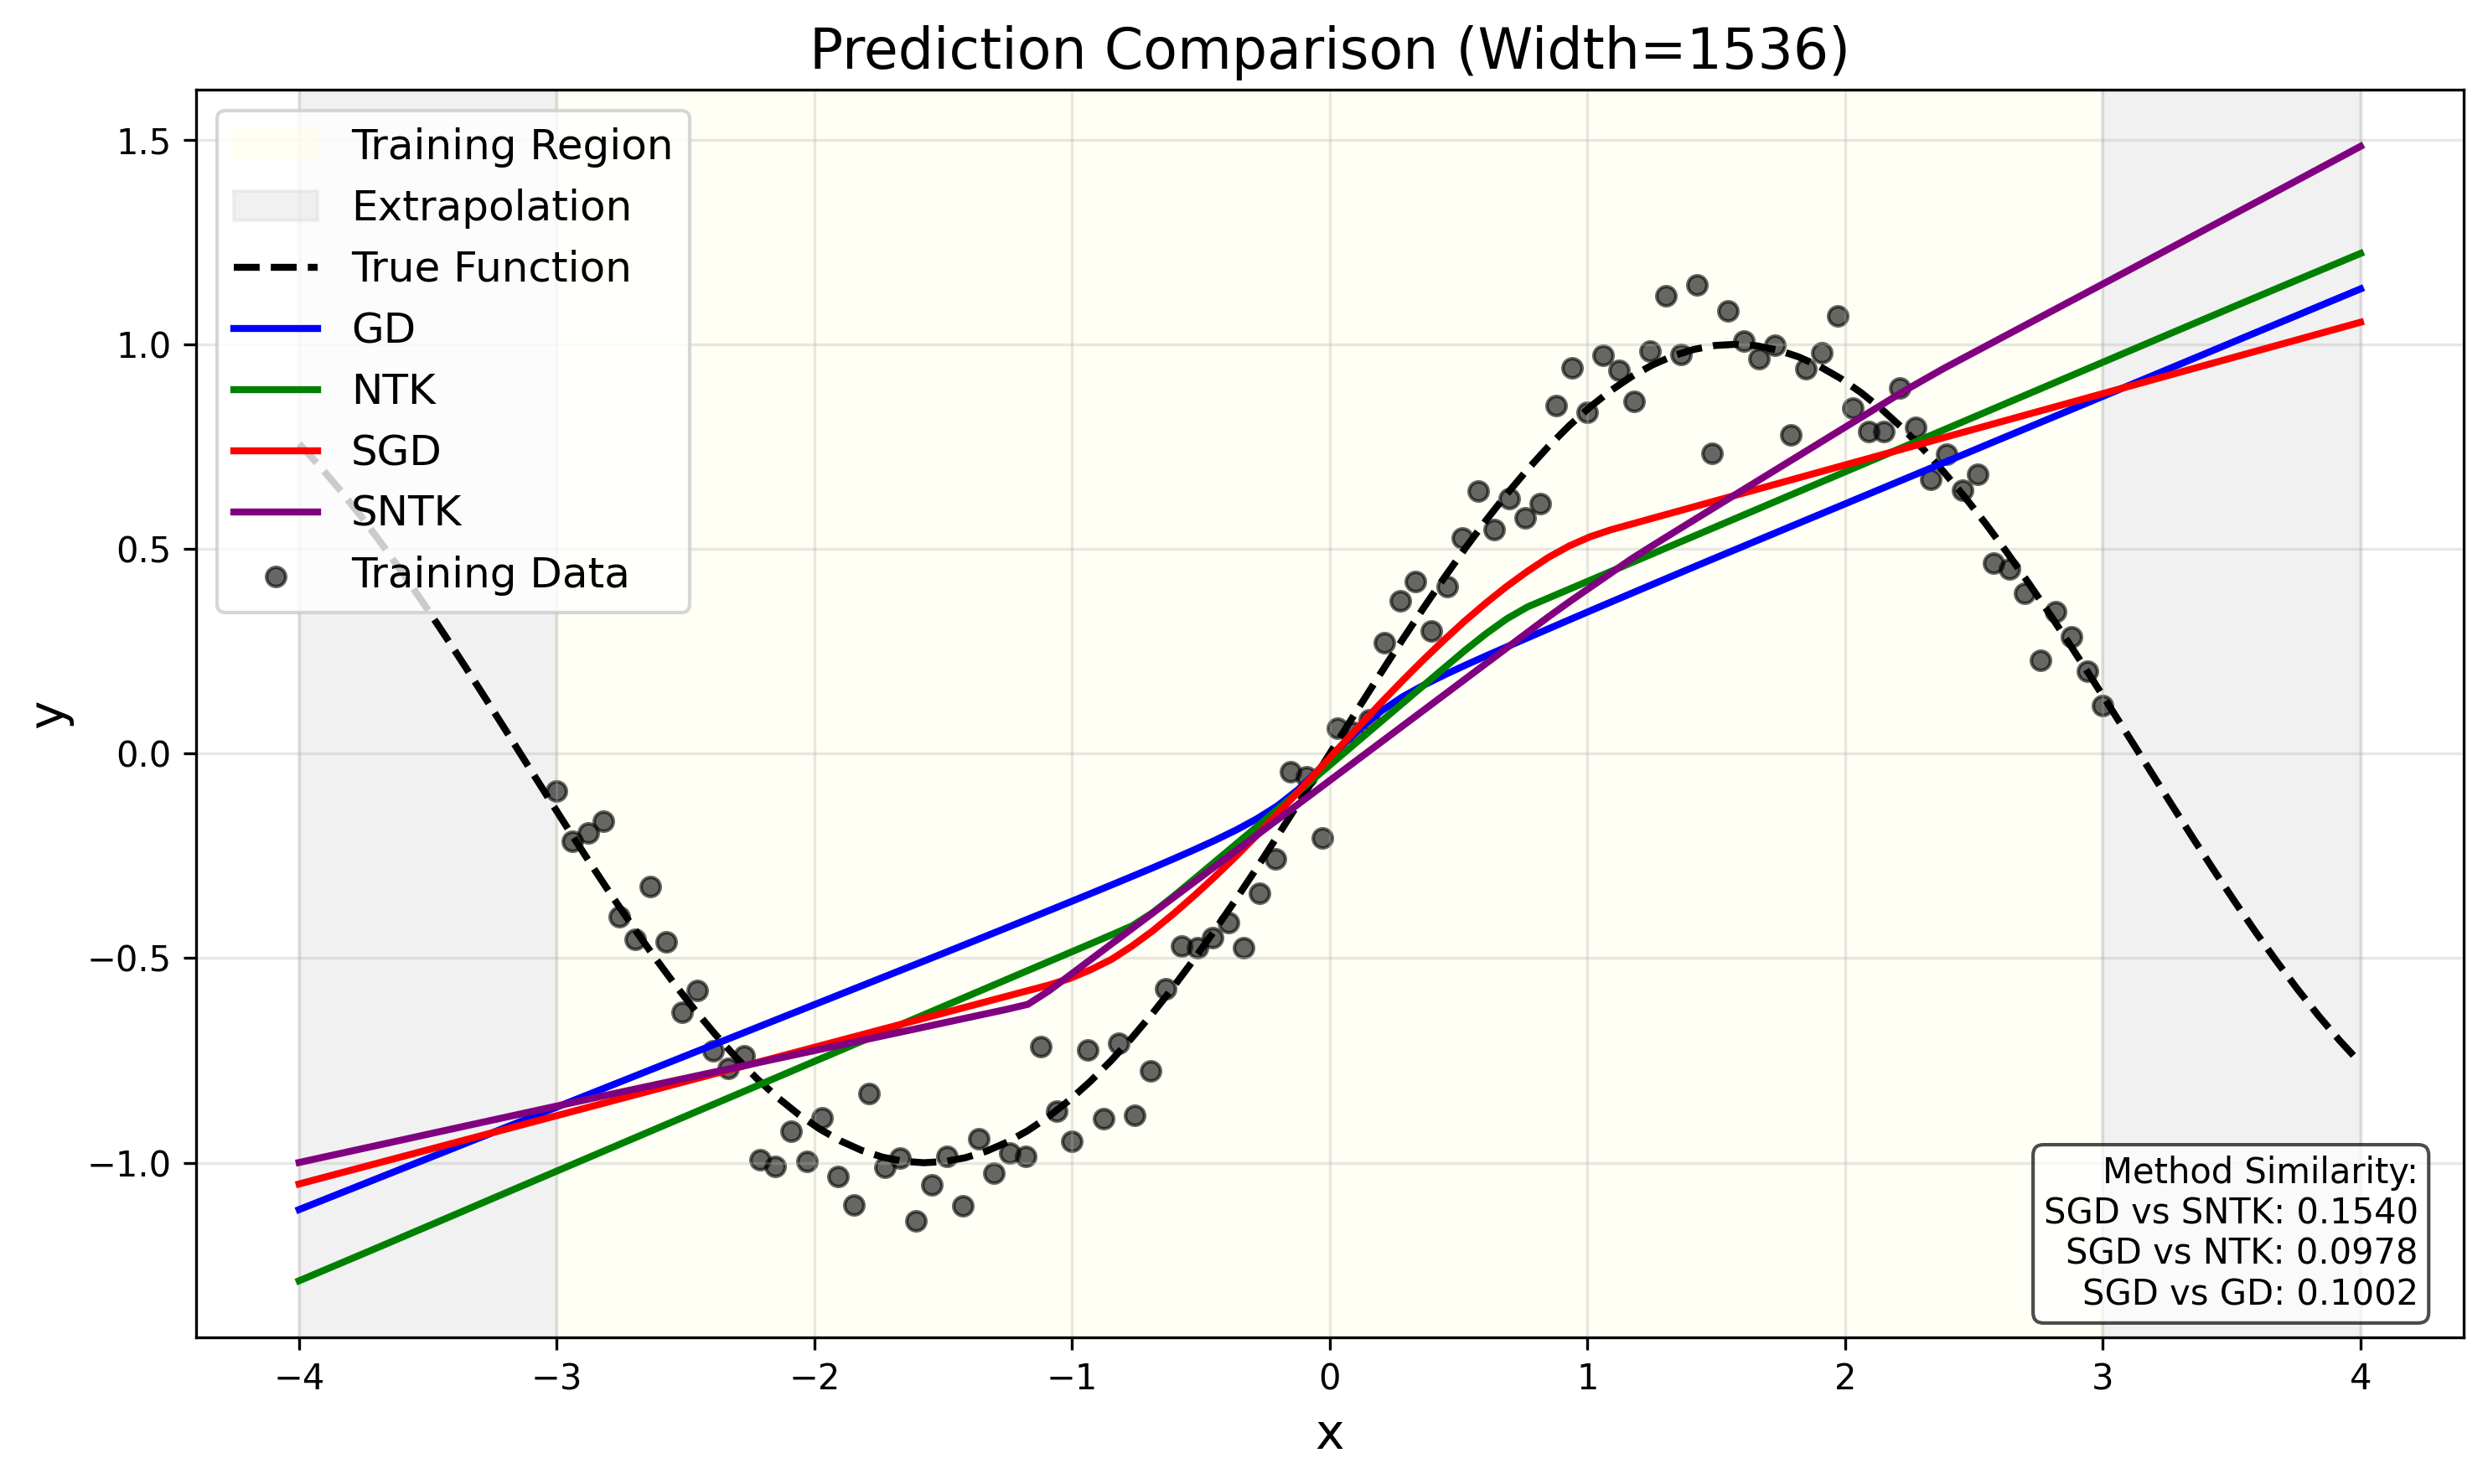 Prediction Comparison (Width=1536)
Training Region
Extrapolation
True Function
GD
NTK
SGD
SNTK
Training Data
1.5
1.0
0.5
0.0
−0.5
−1.0
y
Method Similarity:
SGD vs SNTK: 0.1540
SGD vs NTK: 0.0978
SGD vs GD: 0.1002
−4 −3 −2 −1 0 1 2 3 4
x